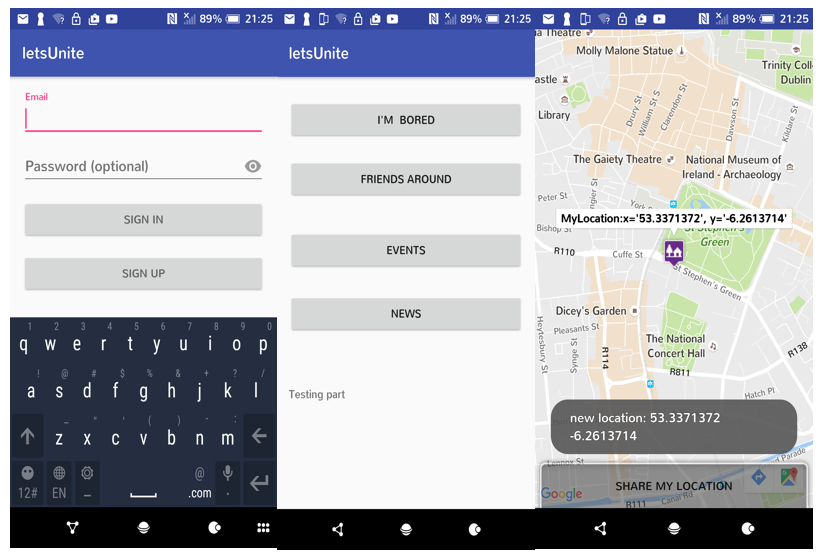 89% 21:25
letsUnite
Email
Password (optional)
SIGN IN
SIGN UP
1 2 3 4 5 6 7 8 9 0
q w e r t y u i o p
! @ # $ % & + ? /
a s d f g h j k l
_ " ' ( ) - : ;
z x c v b n m
12# EN @ .com .
89% 21:25
letsUnite
I'M BORED
FRIENDS AROUND
EVENTS
NEWS
Testing part
89% 21:25
na Theatre
Molly Malone Statue
Trinity Coll
Dublin
astle
Library
Drury St
William St S
Clarendon St
Dawson St
Kildare St
The Gaiety Theatre
National Museum of
Ireland - Archaeology
Peter St
York St
MyLocation:x='53.3371372', y='-6.2613714'
Bishop St
St Stephen's
Green
R110
Cuffe St
St Stephen's Green
Dicey's Garden
Pleasants St
Heytesbury St
Synge St
R114
The National
Concert Hall
R138
R811
Hatch Pl
new location: 53.3371372
-6.2613714
Lennox St
d Parade
SHARE MY LOCATION
Google
R111
Canal Rd